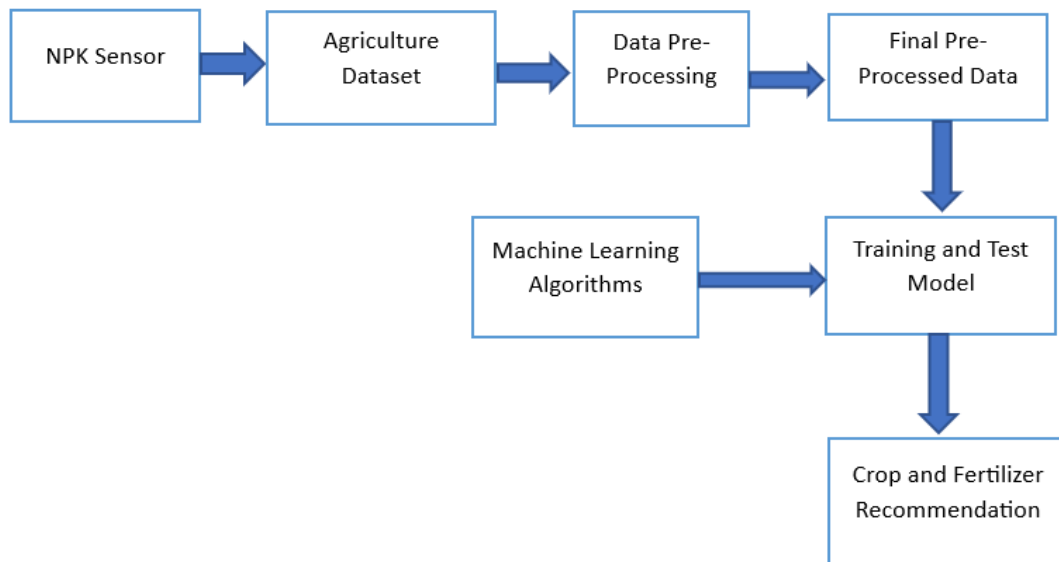 NPK Sensor
Agriculture
Dataset
Data Pre-
Processing
Final Pre-
Processed Data
Machine Learning
Algorithms
Training and Test
Model
Crop and Fertilizer
Recommendation